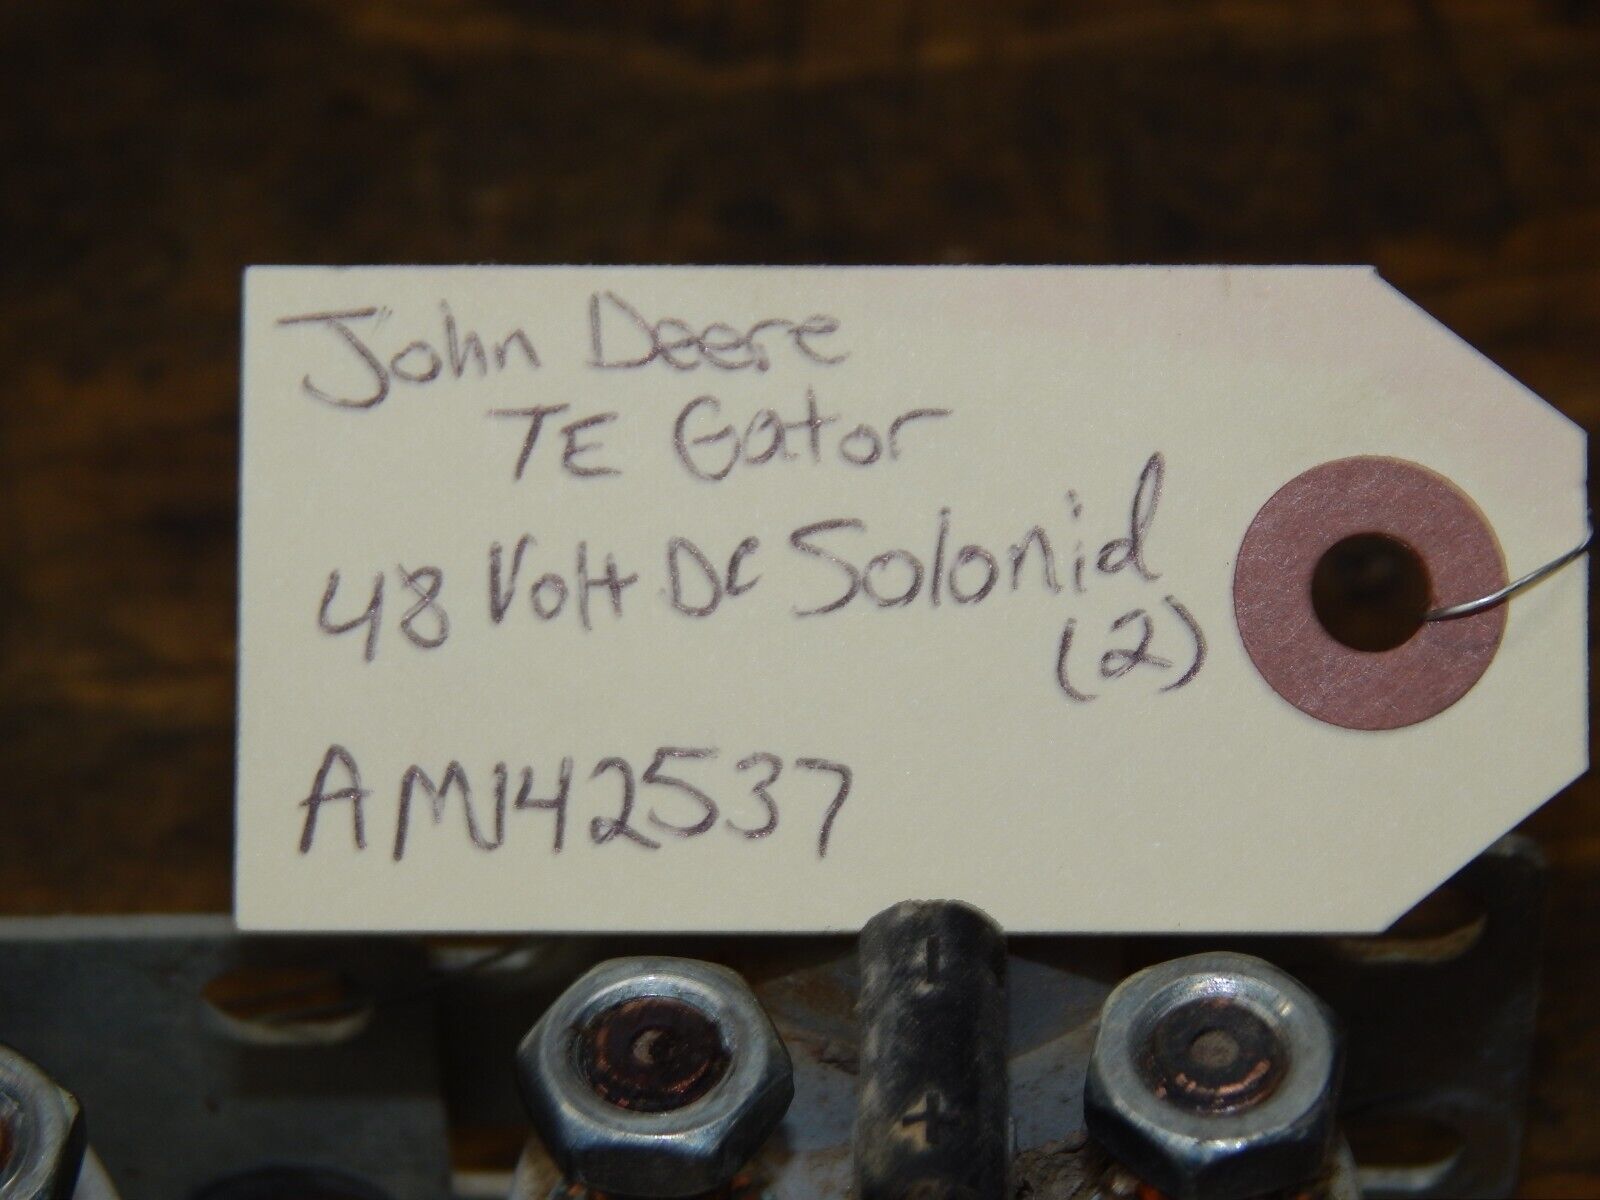 John Deere
TE Gator
48 Volt DC Solonid
(2)
AM142537
+
+